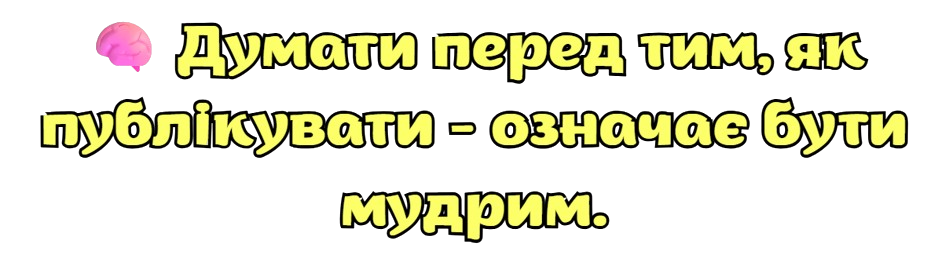 🧠 Думати перед тим, як
публікувати - означає бути
мудрим.